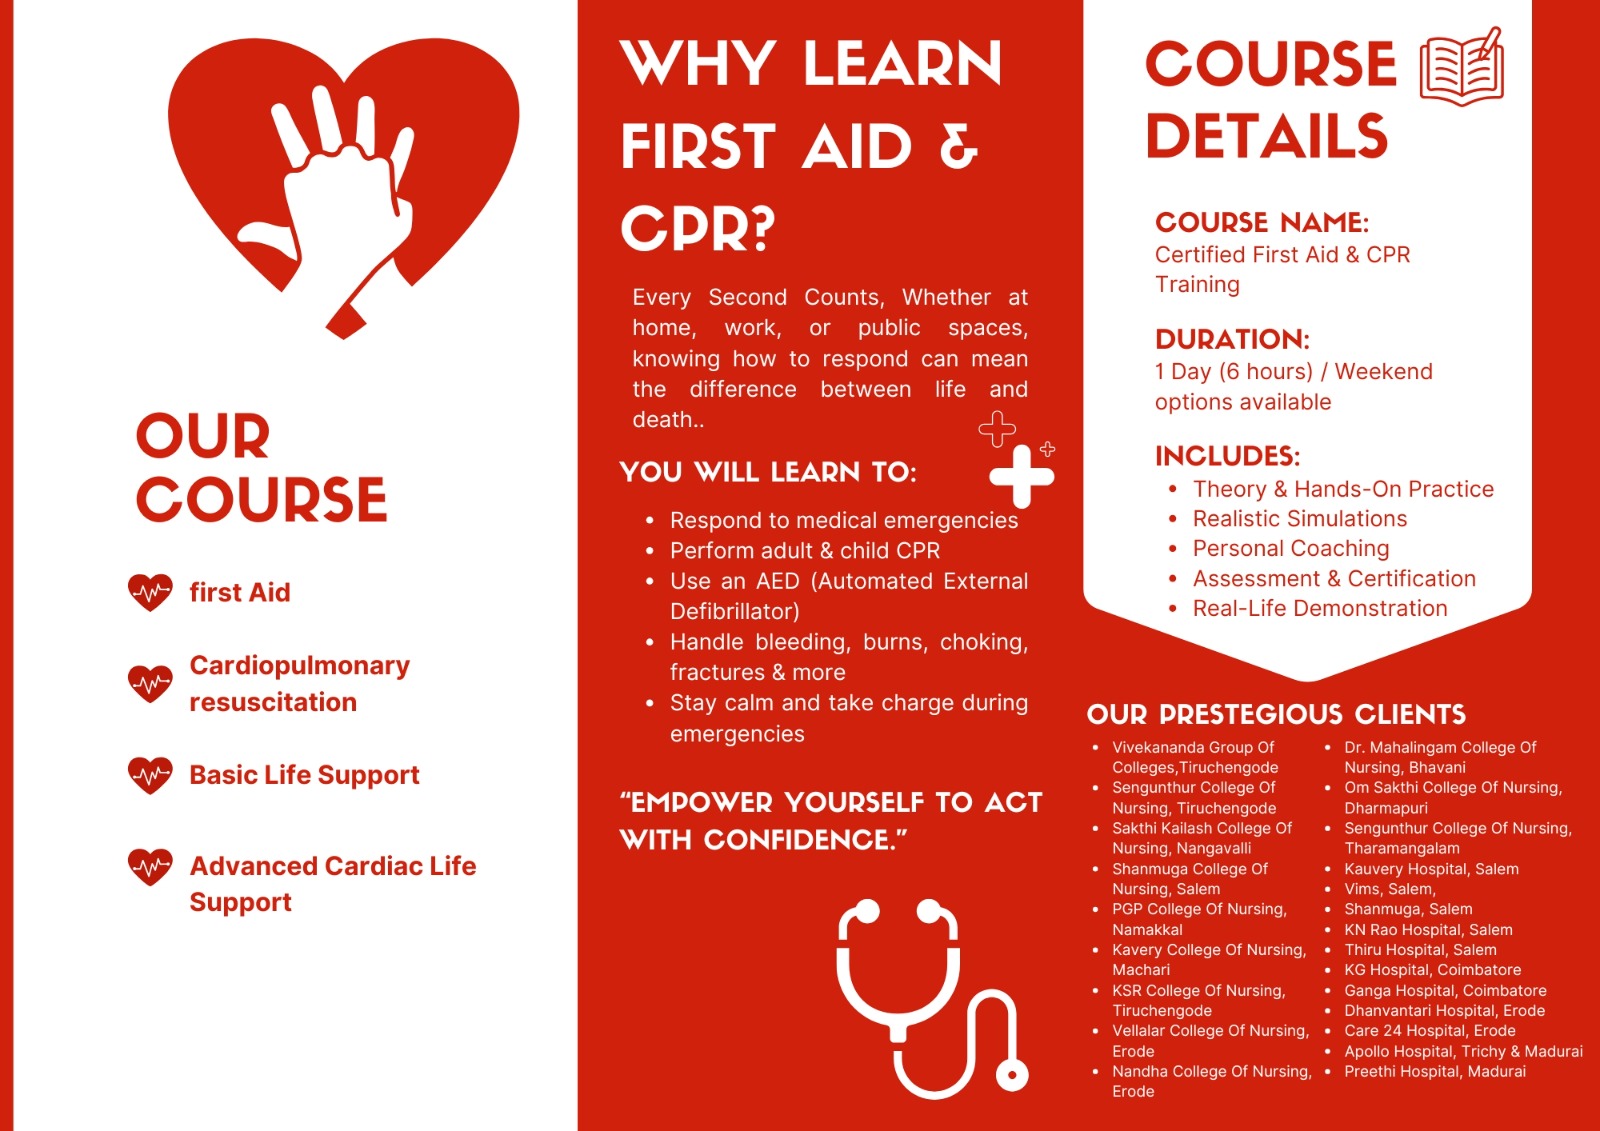 OUR
COURSE
first Aid
Cardiopulmonary
resuscitation
Basic Life Support
Advanced Cardiac Life
Support
WHY LEARN
FIRST AID &
CPR?
Every Second Counts, Whether at
home, work, or public spaces,
knowing how to respond can mean
the difference between life and
death..
YOU WILL LEARN TO:
• Respond to medical emergencies
• Perform adult & child CPR
• Use an AED (Automated External
Defibrillator)
• Handle bleeding, burns, choking,
fractures & more
• Stay calm and take charge during
emergencies
“EMPOWER YOURSELF TO ACT
WITH CONFIDENCE.”
COURSE
DETAILS
COURSE NAME:
Certified First Aid & CPR
Training
DURATION:
1 Day (6 hours) / Weekend
options available
INCLUDES:
• Theory & Hands-On Practice
• Realistic Simulations
• Personal Coaching
• Assessment & Certification
• Real-Life Demonstration
OUR PRESTEGIOUS CLIENTS
• Vivekananda Group Of
Colleges,Tiruchengode
• Sengunthur College Of
Nursing, Tiruchengode
• Sakthi Kailash College Of
Nursing, Nangavalli
• Shanmuga College Of
Nursing, Salem
• PGP College Of Nursing,
Namakkal
• Kavery College Of Nursing,
Machari
• KSR College Of Nursing,
Tiruchengode
• Vellalar College Of Nursing,
Erode
• Nandha College Of Nursing,
Erode
• Dr. Mahalingam College Of
Nursing, Bhavani
• Om Sakthi College Of Nursing,
Dharmapuri
• Sengunthur College Of Nursing,
Tharamangalam
• Kauvery Hospital, Salem
• Vims, Salem,
• Shanmuga, Salem
• KN Rao Hospital, Salem
• Thiru Hospital, Salem
• KG Hospital, Coimbatore
• Ganga Hospital, Coimbatore
• Dhanvantari Hospital, Erode
• Care 24 Hospital, Erode
• Apollo Hospital, Trichy & Madurai
• Preethi Hospital, Madurai